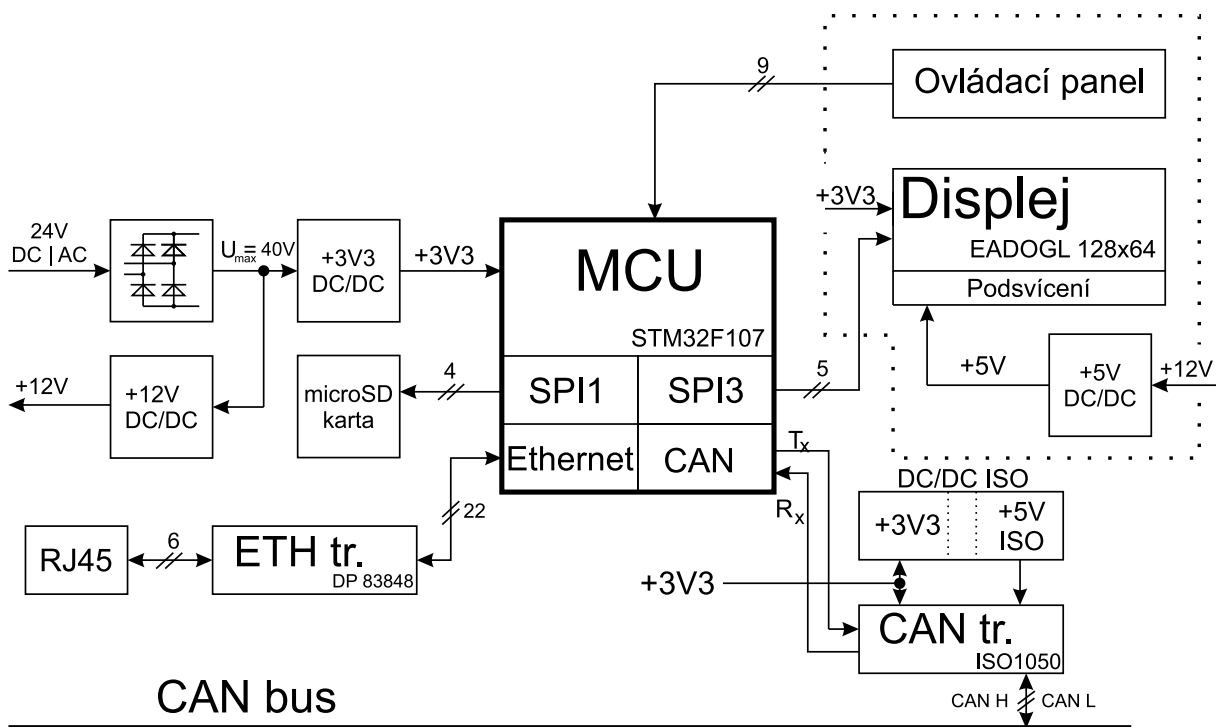 9
Ovládací panel
+3V3
Displej
EADOGL 128x64
Podsvícení
24V
DC | AC
Umax = 40V
+3V3
DC/DC
+3V3
MCU
STM32F107
+12V
+12V
DC/DC
microSD
karta
4
SPI1
SPI3
5
+5V
+5V
DC/DC
+12V
Ethernet
CAN
Tx
Rx
22
DC/DC ISO
+3V3
+5V
ISO
RJ45
6
ETH tr.
DP 83848
+3V3
CAN tr.
ISO1050
CAN H
CAN L
CAN bus